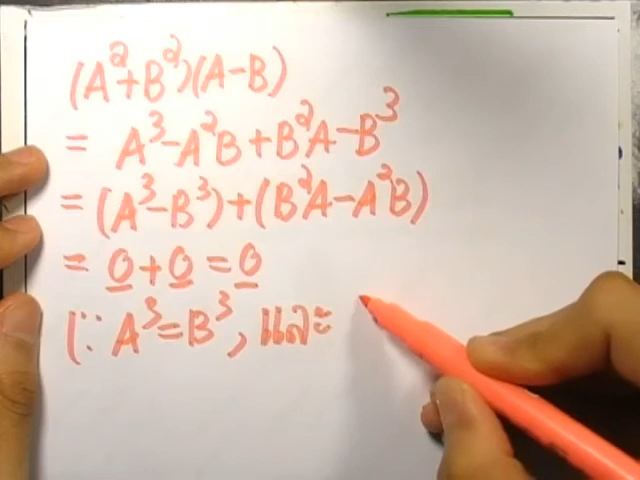 (A²+B²)(A-B)
= A³-A²B+B²A-B³
= (A³-B³)+(B²A-A²B)
= 0+0=0
(∵ A³=B³, และ